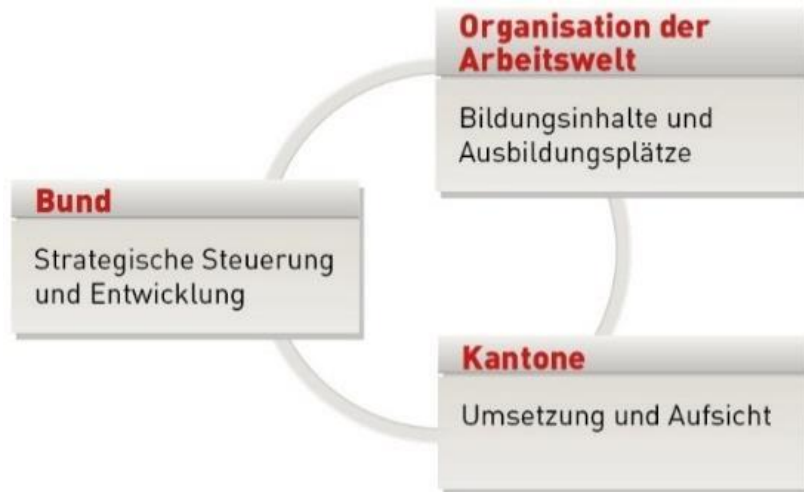 Organisation der
Arbeitswelt
Bildungsinhalte und
Ausbildungsplätze
Bund
Strategische Steuerung
und Entwicklung
Kantone
Umsetzung und Aufsicht